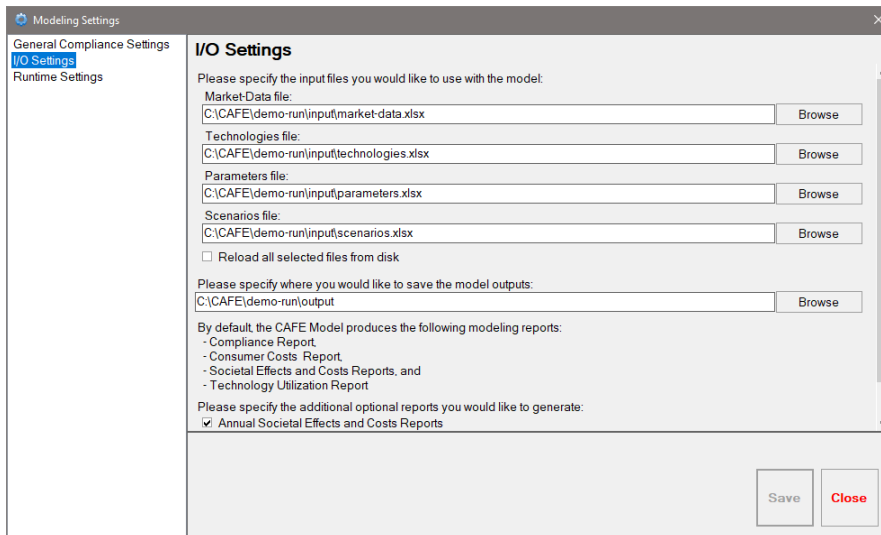 Modeling Settings
General Compliance Settings
I/O Settings
Runtime Settings
I/O Settings
Please specify the input files you would like to use with the model:
Market-Data file:
C:\CAFE\demo-run\input\market-data.xlsx
Browse
Technologies file:
C:\CAFE\demo-run\input\technologies.xlsx
Browse
Parameters file:
C:\CAFE\demo-run\input\parameters.xlsx
Browse
Scenarios file:
C:\CAFE\demo-run\input\scenarios.xlsx
Browse
Reload all selected files from disk
Please specify where you would like to save the model outputs:
C:\CAFE\demo-run\output
Browse
By default, the CAFE Model produces the following modeling reports:
- Compliance Report,
- Consumer Costs Report,
- Societal Effects and Costs Reports, and
- Technology Utilization Report
Please specify the additional optional reports you would like to generate:
Annual Societal Effects and Costs Reports
Save
Close